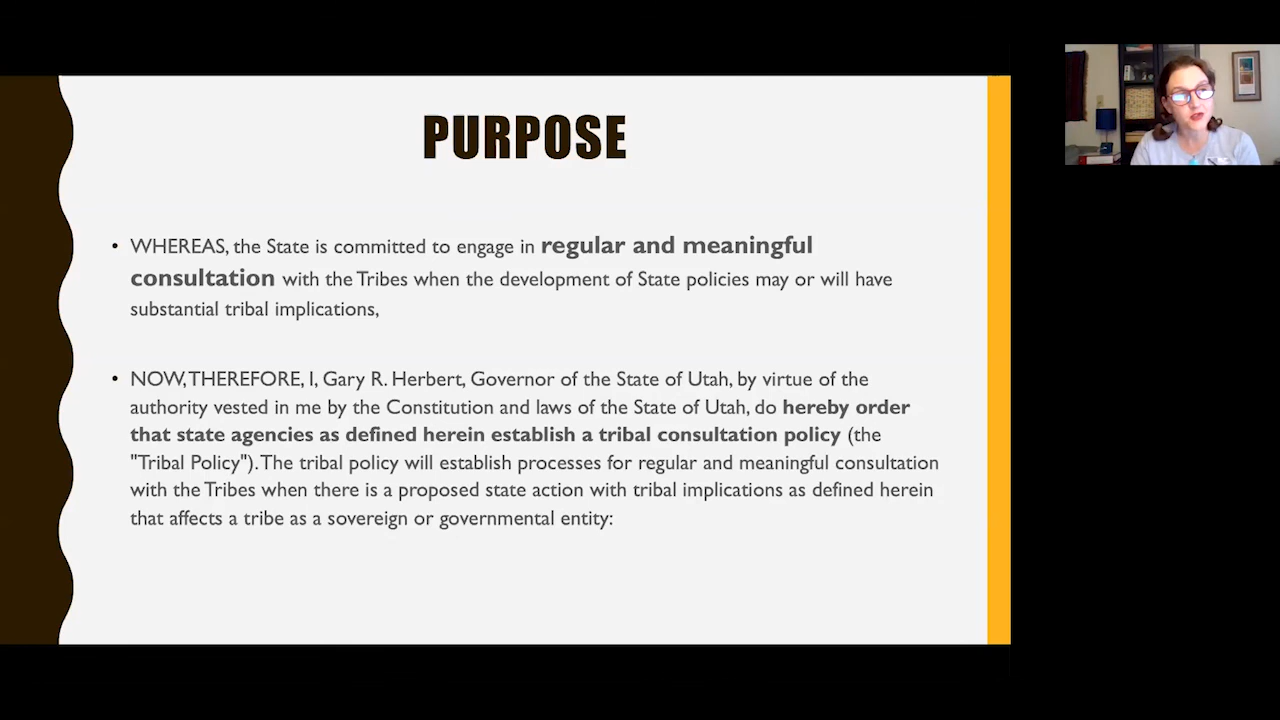 PURPOSE
• WHEREAS, the State is committed to engage in regular and meaningful
consultation with the Tribes when the development of State policies may or will have
substantial tribal implications,
• NOW, THEREFORE, I, Gary R. Herbert, Governor of the State of Utah, by virtue of the
authority vested in me by the Constitution and laws of the State of Utah, do hereby order
that state agencies as defined herein establish a tribal consultation policy (the
"Tribal Policy"). The tribal policy will establish processes for regular and meaningful consultation
with the Tribes when there is a proposed state action with tribal implications as defined herein
that affects a tribe as a sovereign or governmental entity: